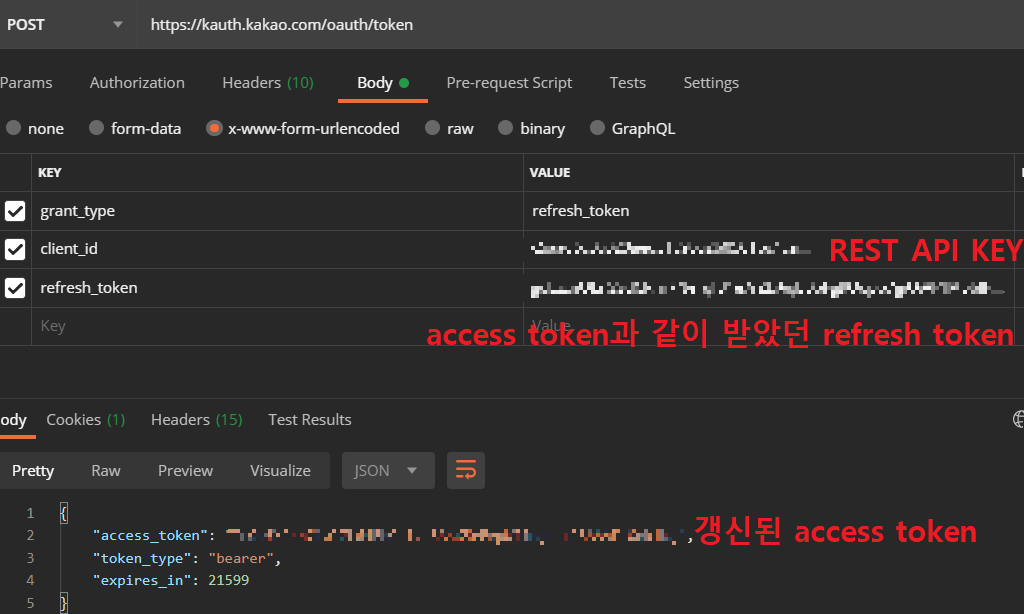 POST https://kauth.kakao.com/oauth/token
Params Authorization Headers (10) Body Pre-request Script Tests Settings
none form-data x-www-form-urlencoded raw binary GraphQL
KEY VALUE
grant_type refresh_token
client_id REST API KEY
refresh_token
Key Value
access token과 같이 받았던 refresh token
ody Cookies (1) Headers (15) Test Results
Pretty Raw Preview Visualize JSON
1 {
2 "access_token": , 갱신된 access token
3 "token_type": "bearer",
4 "expires_in": 21599
5 }